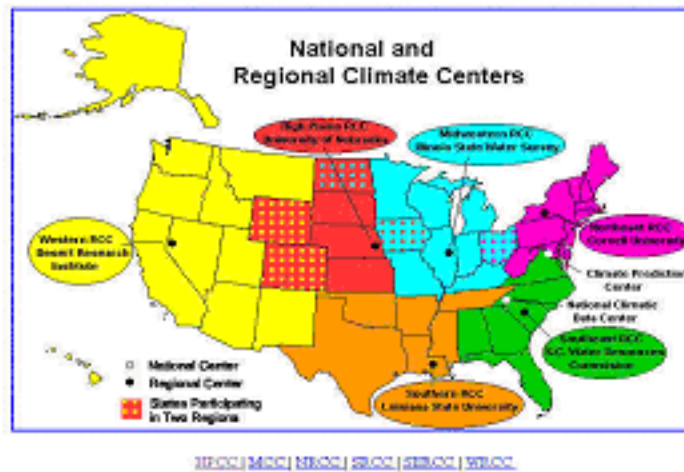 National and
Regional Climate Centers
High Plains RCC
University of Nebraska
Midwestern RCC
Illinois State Water Survey
Northeast RCC
Cornell University
Western RCC
Desert Research
Institute
Climate Prediction
Center
National Climatic
Data Center
Southeast RCC
S.C. Water Resources
Commission
National Center
Regional Center
States Participating
in Two Regions
Southern RCC
Louisiana State University
HPCC | MCC | NRCC | SRCC | SERCC | WRCC